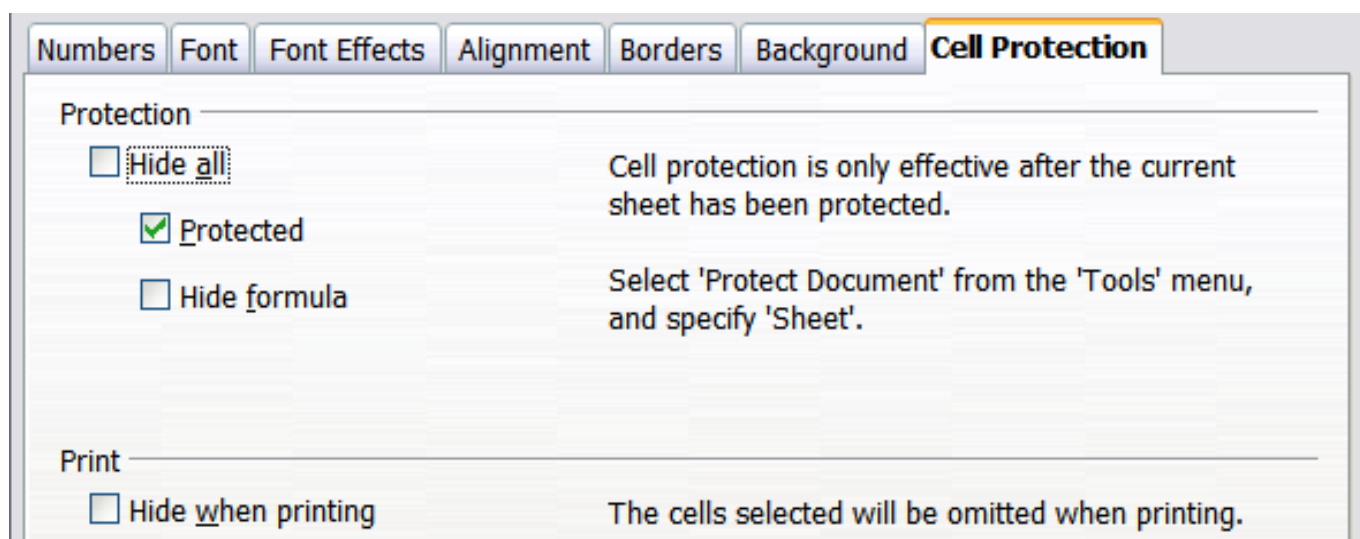 Numbers Font Font Effects Alignment Borders Background Cell Protection
Protection
Hide all
Cell protection is only effective after the current
sheet has been protected.
Protected
Hide formula
Select 'Protect Document' from the 'Tools' menu,
and specify 'Sheet'.
Print
Hide when printing
The cells selected will be omitted when printing.